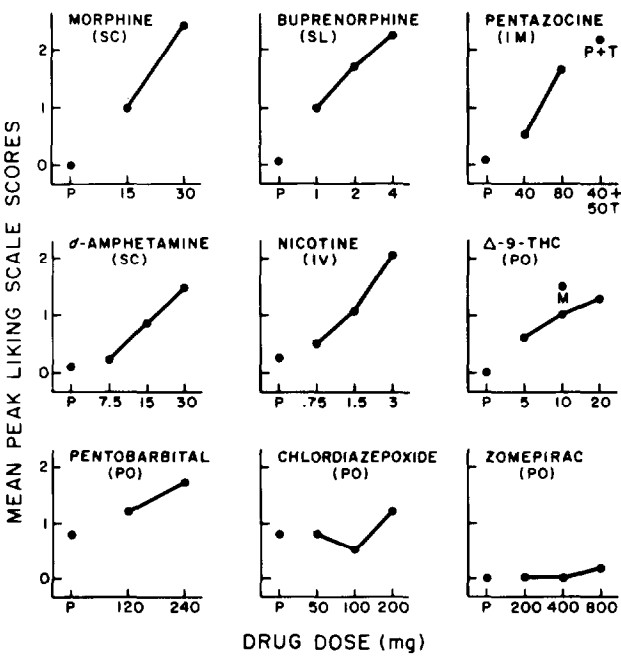 MEAN PEAK LIKING SCALE SCORES
MORPHINE
(SC)
2
1
0
P 15 30
BUPRENORPHINE
(SL)
P 1 2 4
PENTAZOCINE
(IM)
P+T
P 40 80 40+
50T
d-AMPHETAMINE
(SC)
2
1
0
P 7.5 15 30
NICOTINE
(IV)
P .75 1.5 3
Δ-9-THC
(PO)
M
P 5 10 20
PENTOBARBITAL
(PO)
2
1
0
P 120 240
CHLORDIAZEPOXIDE
(PO)
P 50 100 200
ZOMEPIRAC
(PO)
P 200 400 800
DRUG DOSE (mg)